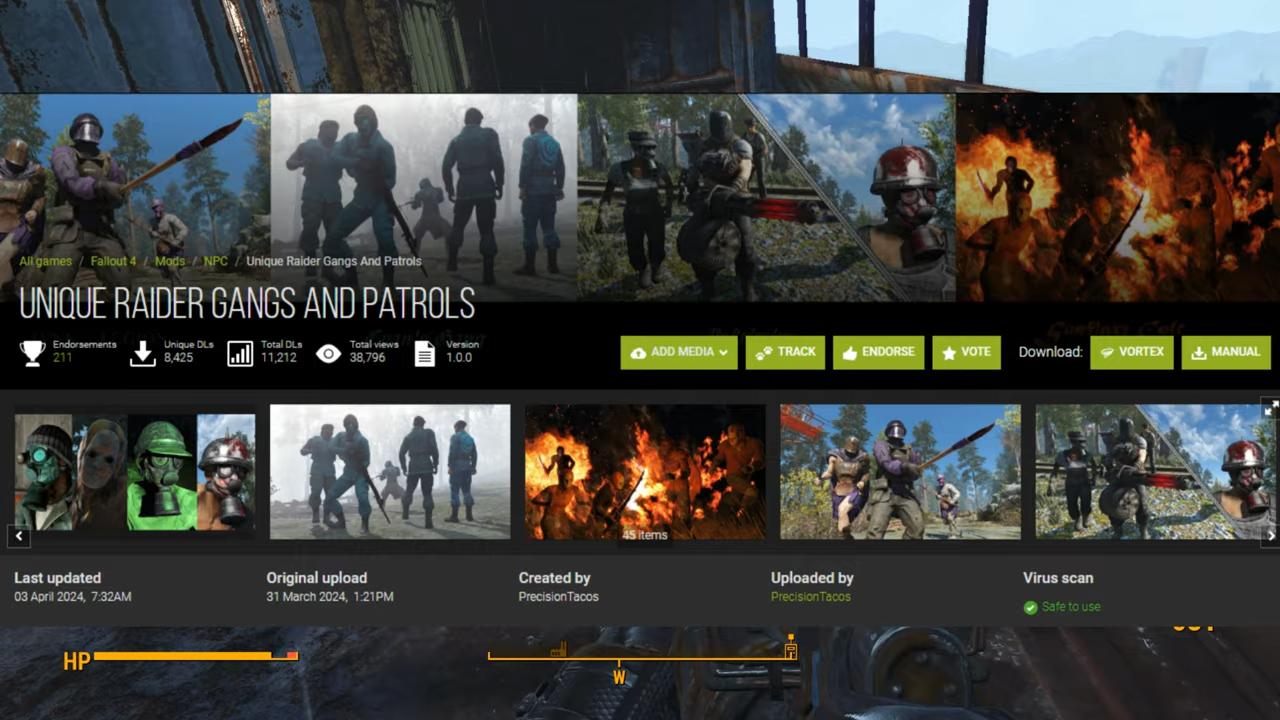 All games / Fallout 4 / Mods / NPC / Unique Raider Gangs And Patrols
UNIQUE RAIDER GANGS AND PATROLS
Endorsements
211
Unique DLs
8,425
Total DLs
11,212
Total views
38,796
Version
1.0.0
ADD MEDIA
TRACK
ENDORSE
VOTE
Download:
VORTEX
MANUAL
45 items
Last updated
03 April 2024, 7:32AM
Original upload
31 March 2024, 1:21PM
Created by
PrecisionTacos
Uploaded by
PrecisionTacos
Virus scan
Safe to use
HP
W